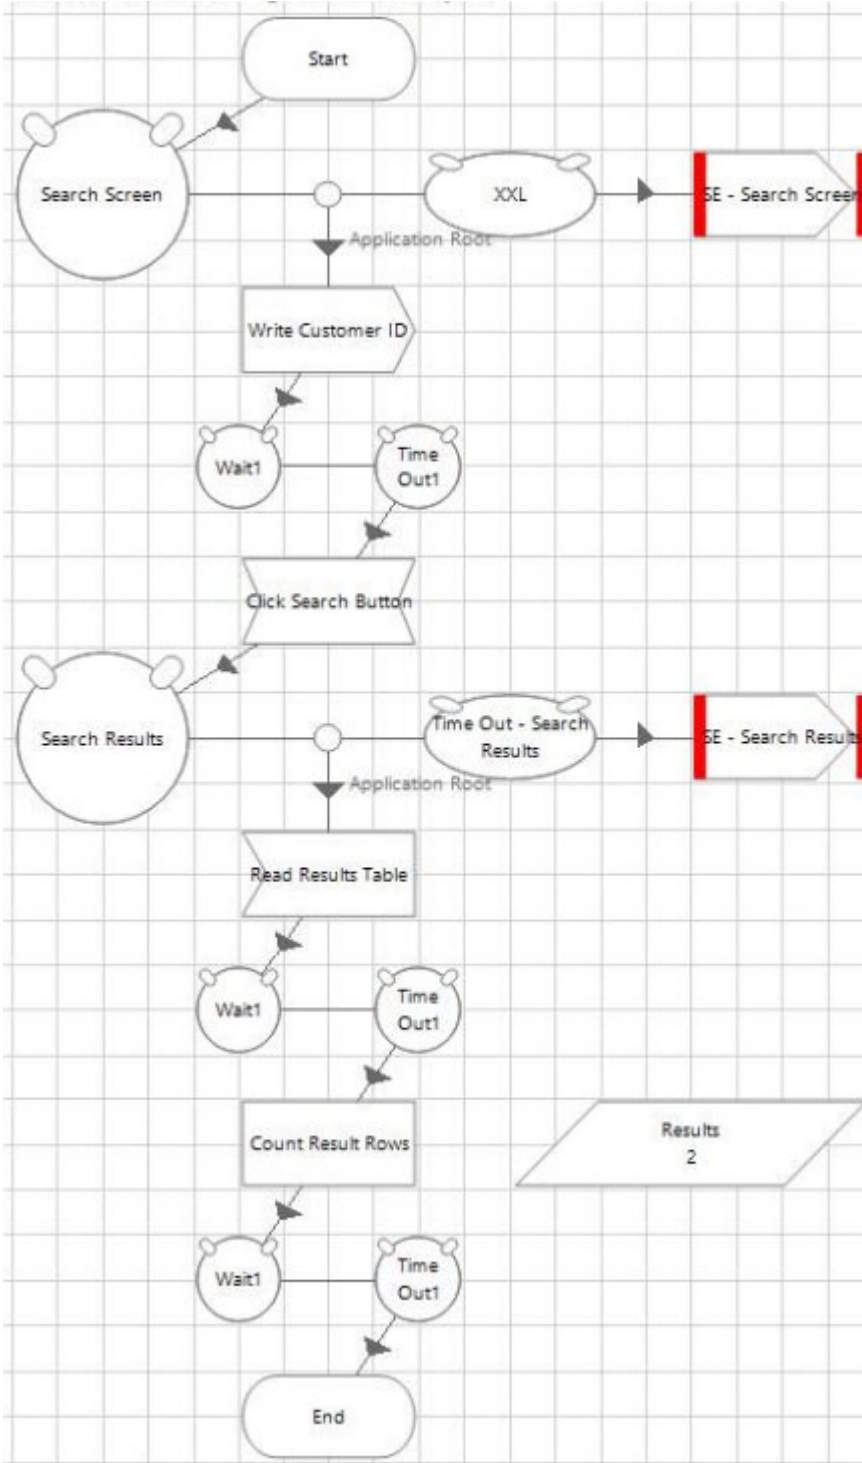 Start
Search Screen
XXL
SE - Search Screen
Application Root
Write Customer ID
Wait1
Time
Out1
Click Search Button
Search Results
Time Out - Search
Results
SE - Search Results
Application Root
Read Results Table
Wait1
Time
Out1
Count Result Rows
Results
2
Wait1
Time
Out1
End